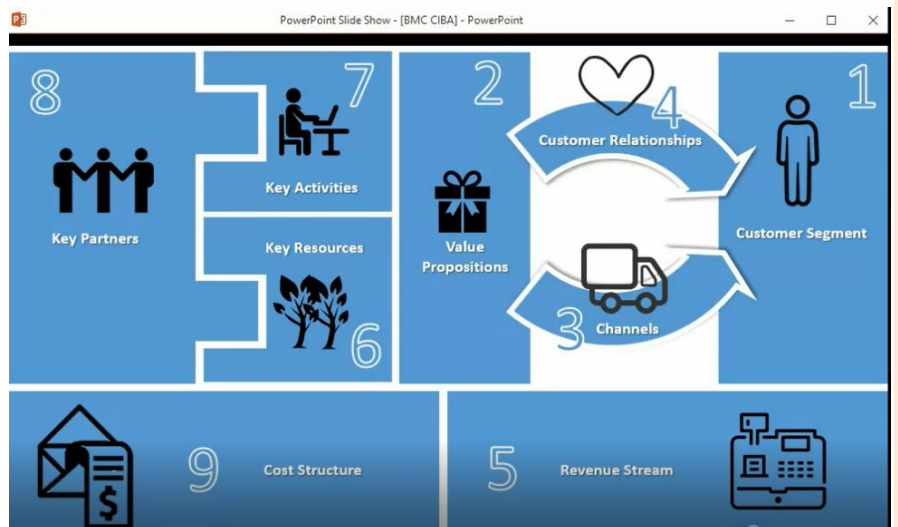 PowerPoint Slide Show - [BMC CIBA] - PowerPoint
8
Key Partners
7
Key Activities
Key Resources
6
2
Value
Propositions
4
Customer Relationships
3
Channels
1
Customer Segment
9
Cost Structure
$
5
Revenue Stream